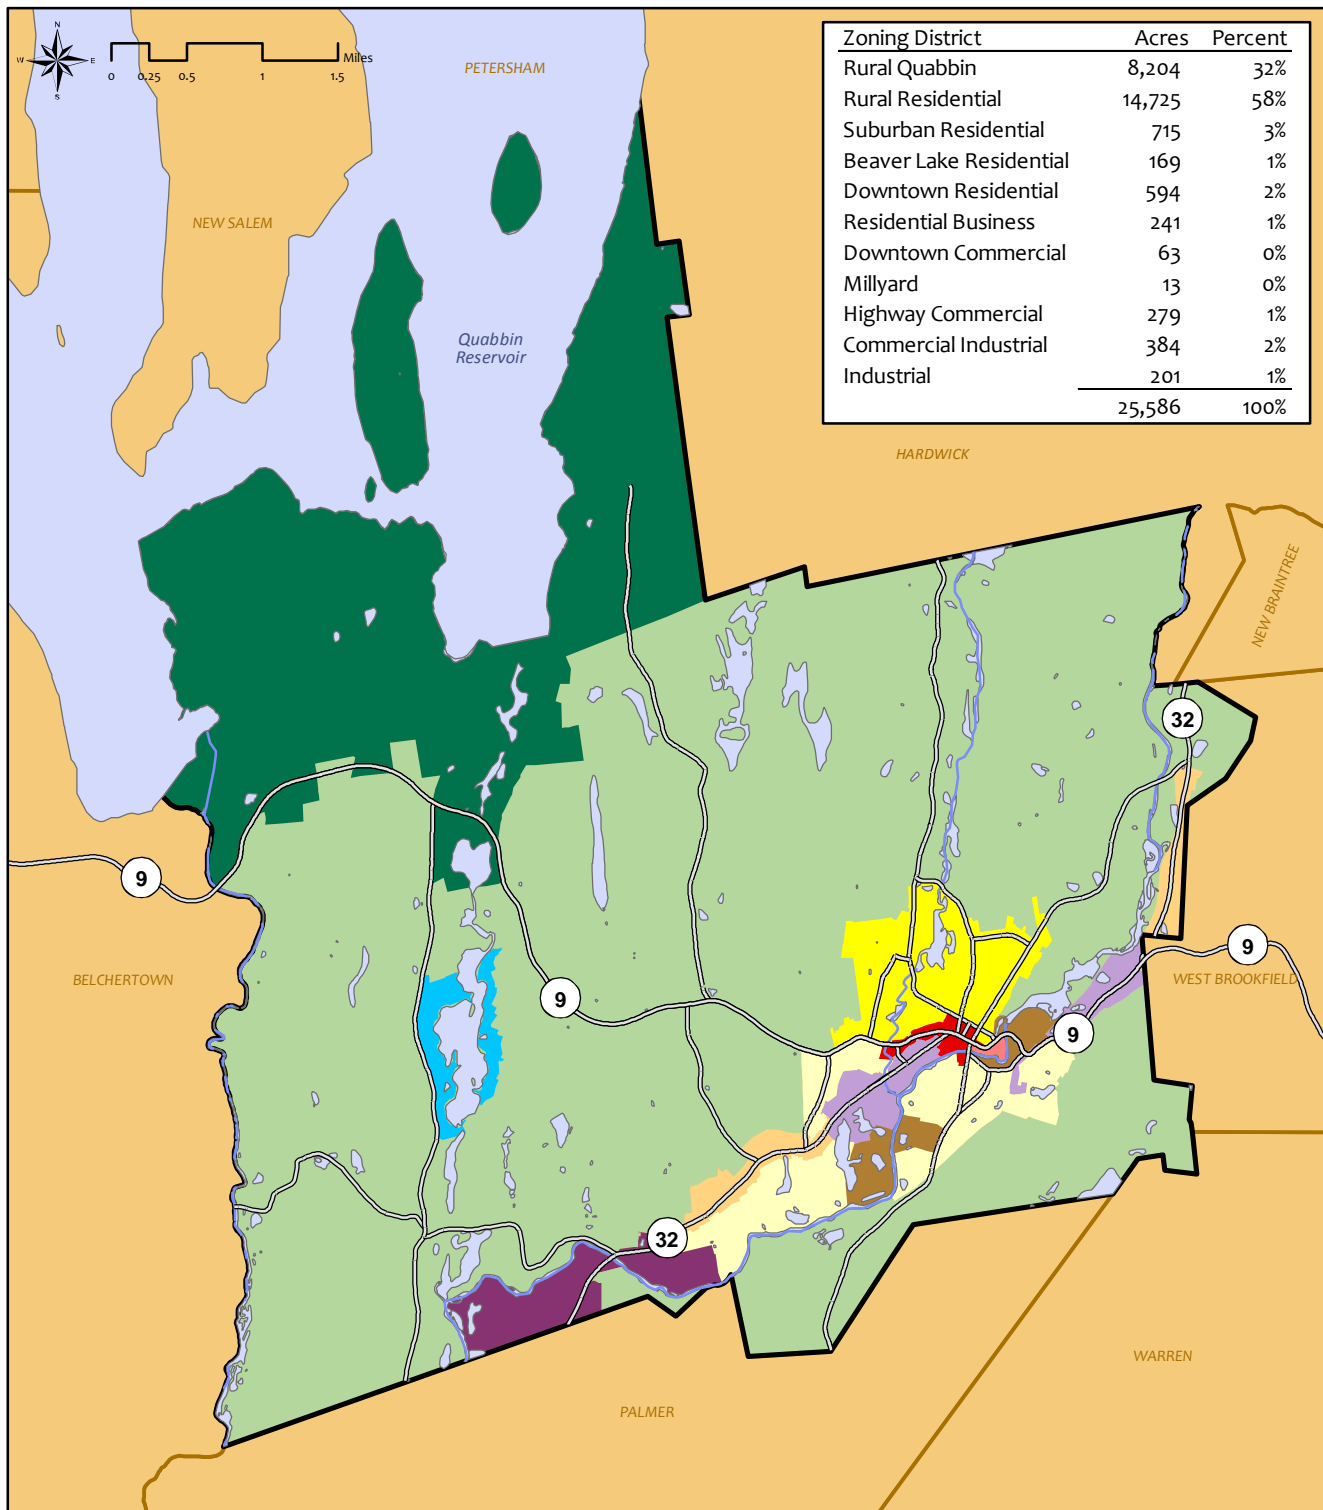 N
W E
S
0 0.25 0.5 1 1.5
Miles
Zoning District Acres Percent
Rural Quabbin 8,204 32%
Rural Residential 14,725 58%
Suburban Residential 715 3%
Beaver Lake Residential 169 1%
Downtown Residential 594 2%
Residential Business 241 1%
Downtown Commercial 63 0%
Millyard 13 0%
Highway Commercial 279 1%
Commercial Industrial 384 2%
Industrial 201 1%
25,586 100%
PETERSHAM
NEW SALEM
Quabbin
Reservoir
HARDWICK
NEW BRAINTREE
32
9
BELCHERTOWN
9
9
WEST BROOKFIELD
9
32
WARREN
PALMER